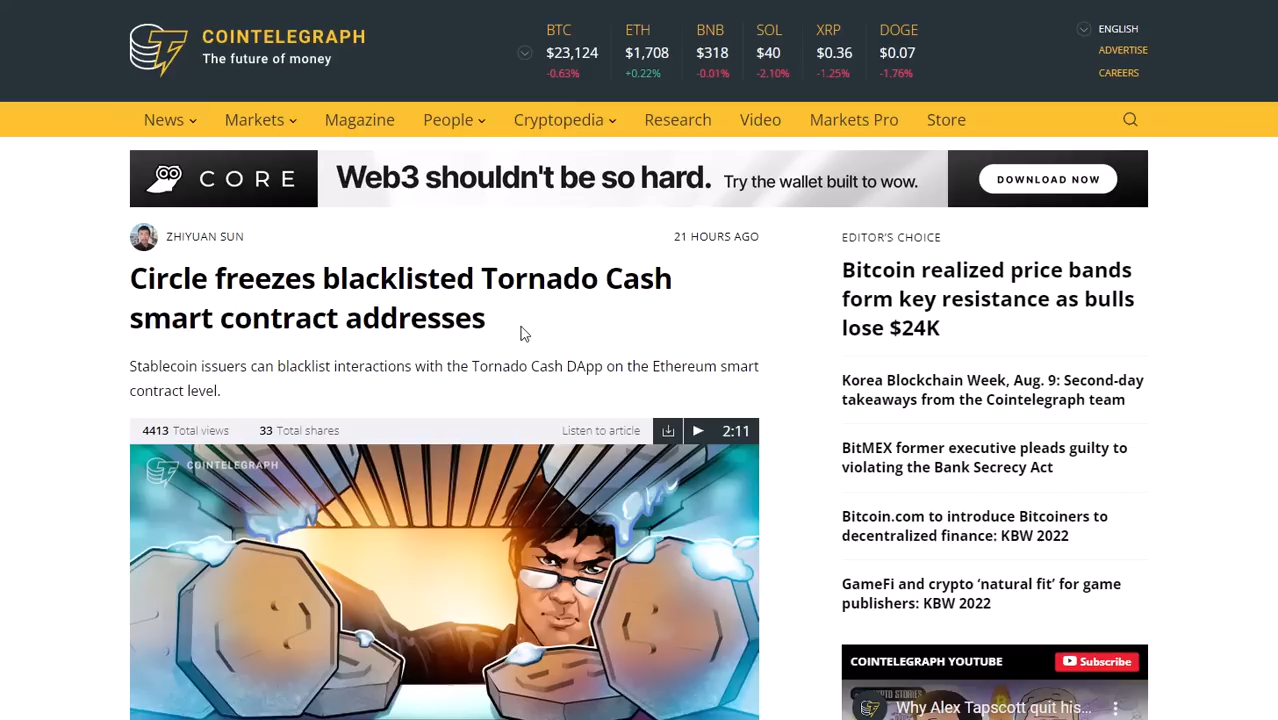 COINTELEGRAPH
The future of money
BTC
$23,124
-0.63%
ETH
$1,708
+0.22%
BNB
$318
-0.01%
SOL
$40
-2.10%
XRP
$0.36
-1.25%
DOGE
$0.07
-1.76%
ENGLISH
ADVERTISE
CAREERS
News Markets Magazine People Cryptopedia Research Video Markets Pro Store
CORE Web3 shouldn't be so hard. Try the wallet built to wow. DOWNLOAD NOW
ZHIYUAN SUN 21 HOURS AGO
Circle freezes blacklisted Tornado Cash
smart contract addresses
Stablecoin issuers can blacklist interactions with the Tornado Cash DApp on the Ethereum smart
contract level.
4413 Total views 33 Total shares Listen to article 2:11
COINTELEGRAPH
EDITOR'S CHOICE
Bitcoin realized price bands
form key resistance as bulls
lose $24K
Korea Blockchain Week, Aug. 9: Second-day
takeaways from the Cointelegraph team
BitMEX former executive pleads guilty to
violating the Bank Secrecy Act
Bitcoin.com to introduce Bitcoiners to
decentralized finance: KBW 2022
GameFi and crypto ‘natural fit’ for game
publishers: KBW 2022
COINTELEGRAPH YOUTUBE Subscribe
Why Alex Tapscott quit his...